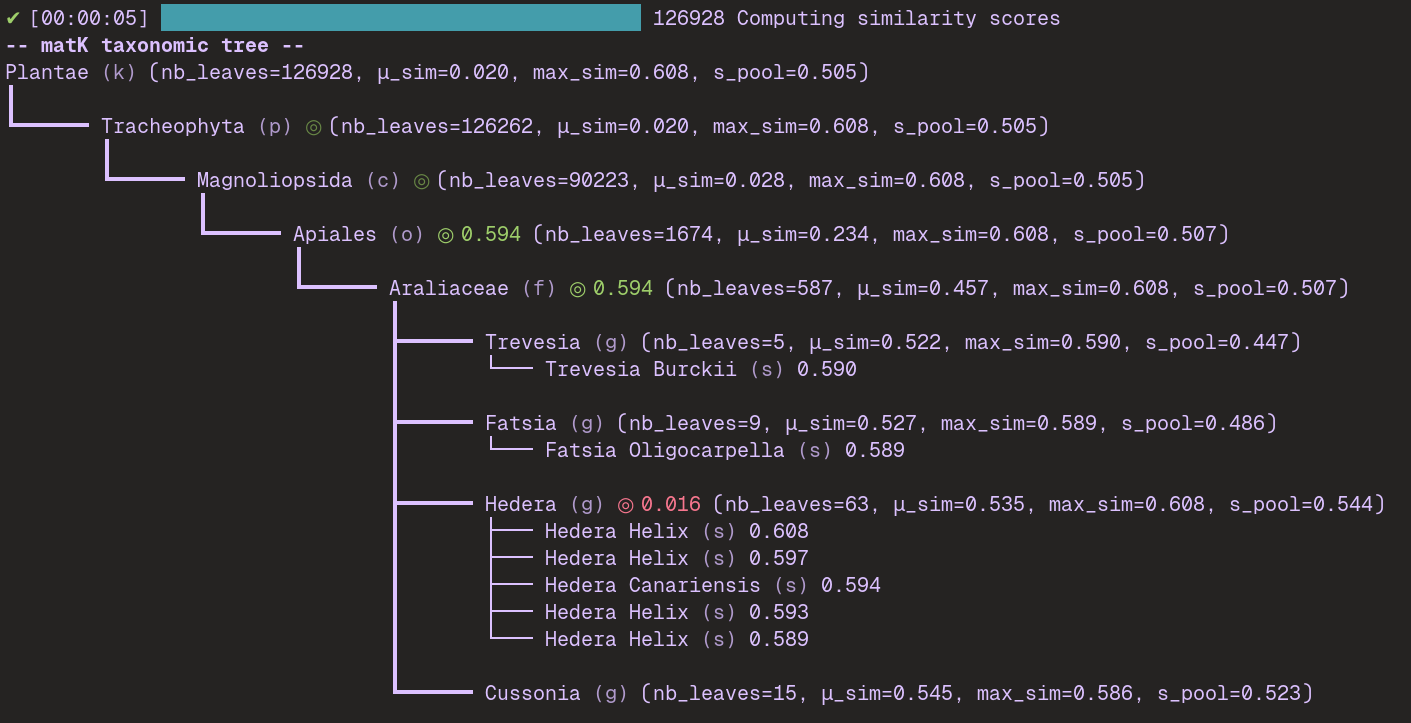 ✔ [00:00:05] 126928 Computing similarity scores
-- matK taxonomic tree --
Plantae (k) (nb_leaves=126928, μ_sim=0.020, max_sim=0.608, s_pool=0.505)
Tracheophyta (p) ◎ (nb_leaves=126262, μ_sim=0.020, max_sim=0.608, s_pool=0.505)
Magnoliopsida (c) ◎ (nb_leaves=90223, μ_sim=0.028, max_sim=0.608, s_pool=0.505)
Apiales (o) ◎ 0.594 (nb_leaves=1674, μ_sim=0.234, max_sim=0.608, s_pool=0.507)
Araliaceae (f) ◎ 0.594 (nb_leaves=587, μ_sim=0.457, max_sim=0.608, s_pool=0.507)
Trevesia (g) (nb_leaves=5, μ_sim=0.522, max_sim=0.590, s_pool=0.447)
Trevesia Burckii (s) 0.590
Fatsia (g) (nb_leaves=9, μ_sim=0.527, max_sim=0.589, s_pool=0.486)
Fatsia Oligocarpella (s) 0.589
Hedera (g) ◎ 0.016 (nb_leaves=63, μ_sim=0.535, max_sim=0.608, s_pool=0.544)
Hedera Helix (s) 0.608
Hedera Helix (s) 0.597
Hedera Canariensis (s) 0.594
Hedera Helix (s) 0.593
Hedera Helix (s) 0.589
Cussonia (g) (nb_leaves=15, μ_sim=0.545, max_sim=0.586, s_pool=0.523)